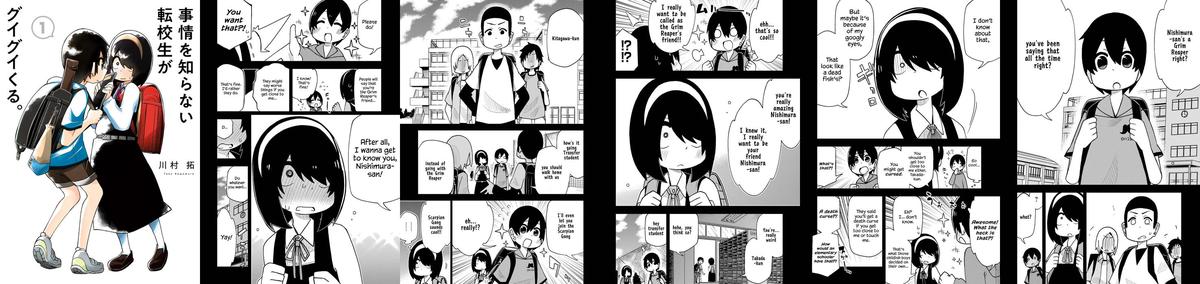 事情を知らない
転校生が
グイグイくる。
1
川村 拓
Nishimura
-san's a
Grim
Reaper
right?
you've been
saying that
all the time
right?
what?
I don't
know
about
that,
But
maybe it's
because
of my
googly
eyes,
That
look like
a dead
fish's?
So
cool...
You
shouldn't
get too
close to
me either,
Takada-
kun
You
might get
cursed.
What's
that?
Awesome!
What the
heck is
that?!
Eh?
I... don't
know.
That's
what those
childish boys
decided on
their own...
They said
you'd get a
death curse
if you get too
close to me
or touch
me.
A death
curse?!
How would
an elementary
schooler
have that?!
ehh...
that's so
cool!!
I really
want to be
called as
the Grim
Reaper's
friend!!
!?
!?
you're
really
amazing
Nishimura
-san!
I knew it,
I really
want to
be your
friend
Nishimura
-san!
You're
really
weird
Takada
-kun
hehe,
you think so?
hey
transfer
student
Kitagawa-kun
how's it
going Transfer
student
you should
walk home with
us
instead of
going with
the Grim
Reaper
I'll even
let you
join the
Scorpion
Gang
eh...
really!?
Scorpion
Gang
sounds
cool!!
Please
do!
You
want
that?!
People will
say that
you're the
Grim Reaper's
friend...
I know!
That's
fine!
They might
say worse
things if you
get close to
me...
That's fine,
I'd rather
they do.
After all,
I wanna get
to know you,
Nishimura-
san!
Do
whatever
you want...
Yay!